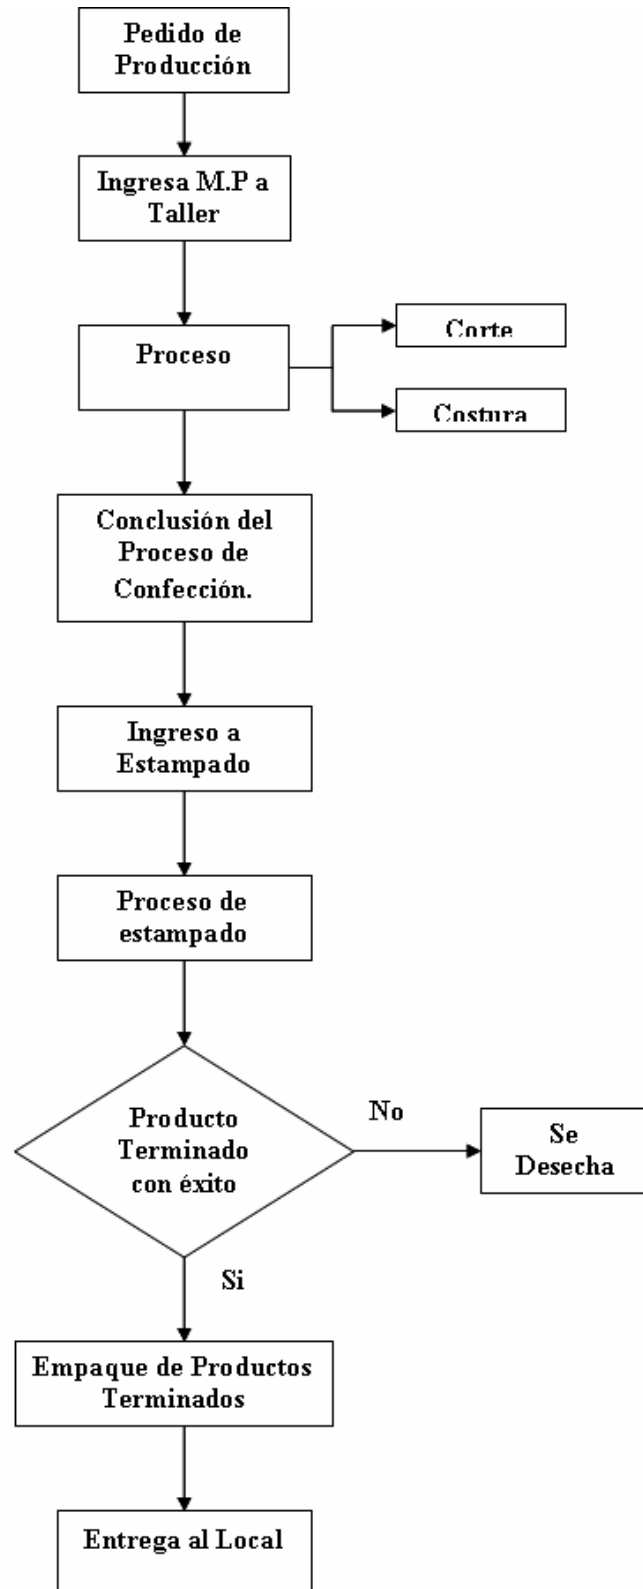 Pedido de
Producción
Ingresa M.P a
Taller
Proceso
Corte
Costura
Conclusión del
Proceso de
Confección.
Ingreso a
Estampado
Proceso de
estampado
Producto
Terminado
con éxito
No
Se
Desecha
Si
Empaque de Productos
Terminados
Entrega al Local